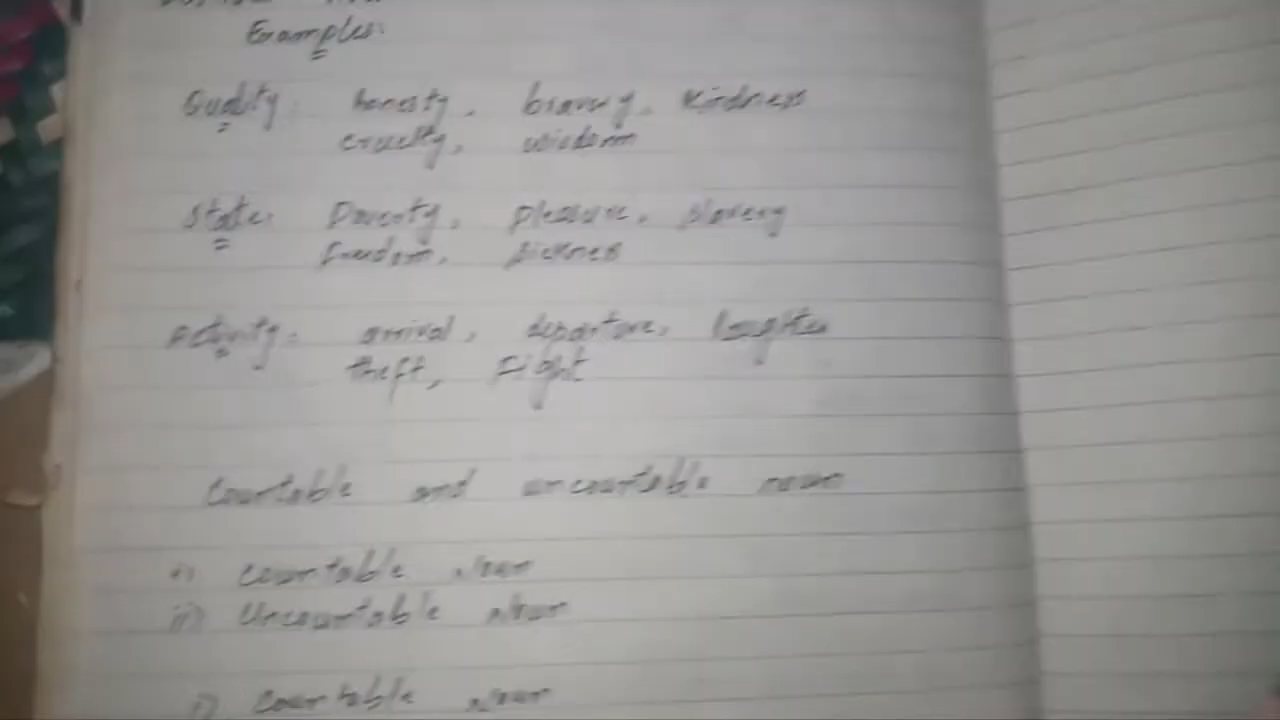 Examples:
Quality: honesty, bravery, kindness
cruelty, wisdom
State: Poverty, pleasure, slavery
freedom, sickness
Activity: arrival, departure, laughter
theft, Fight
Countable and uncountable noun
i) Countable Noun
ii) Uncountable Noun
i) Countable Noun